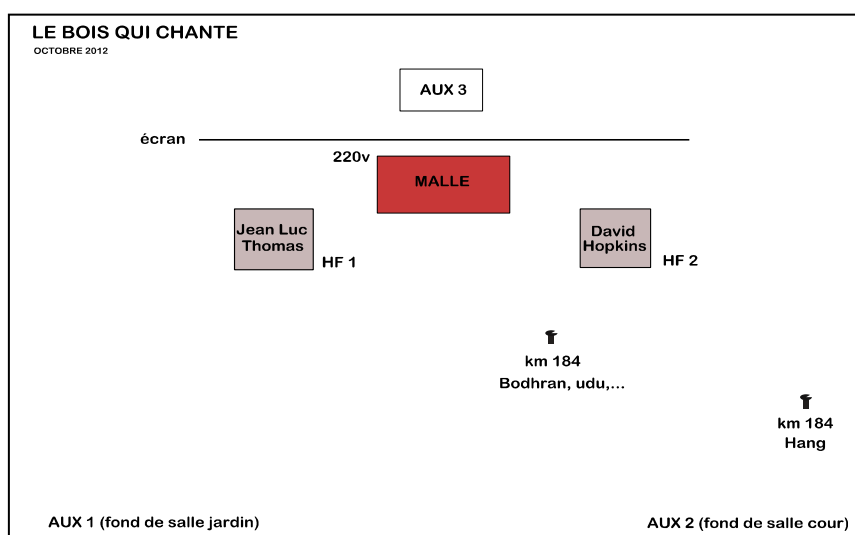 LE BOIS QUI CHANTE
OCTOBRE 2012
AUX 3
écran
220v
MALLE
Jean Luc
Thomas
HF 1
David
Hopkins
HF 2
km 184
Bodhran, udu,...
km 184
Hang
AUX 1 (fond de salle jardin)
AUX 2 (fond de salle cour)